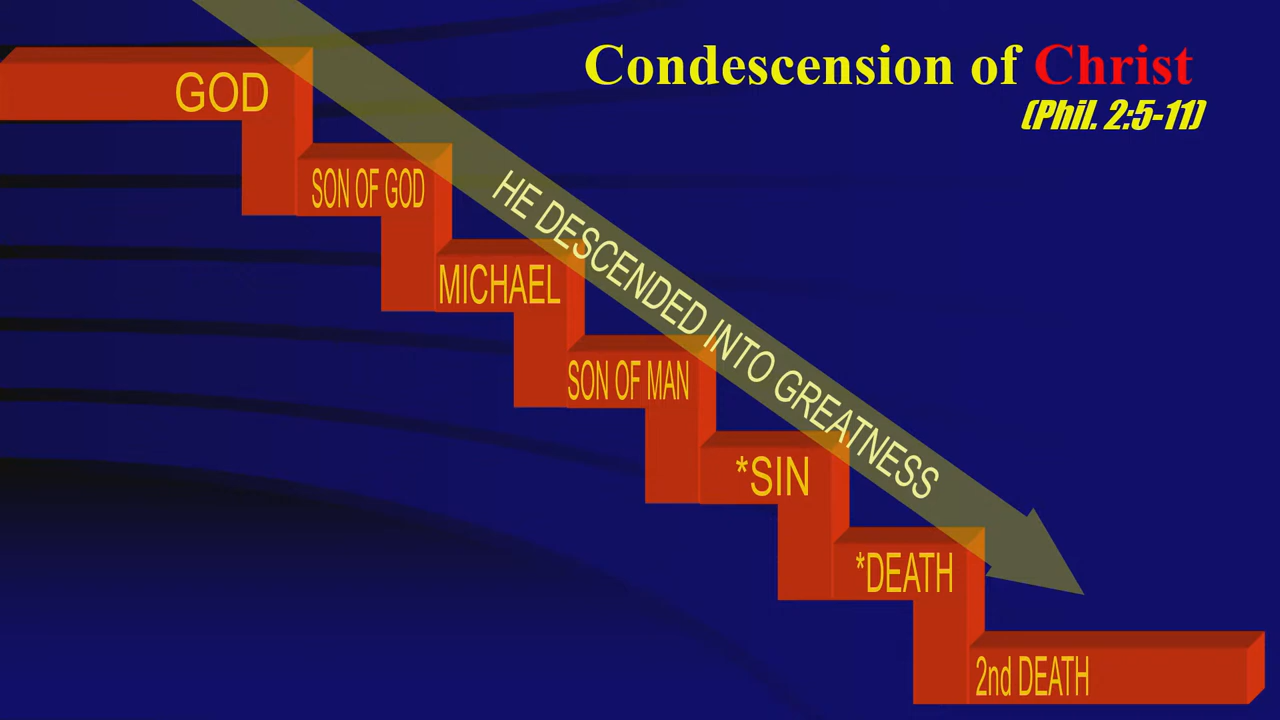 Condescension of Christ
(Phil. 2:5-11)
GOD
SON OF GOD
MICHAEL
SON OF MAN
*SIN
*DEATH
2nd DEATH
HE DESCENDED INTO GREATNESS